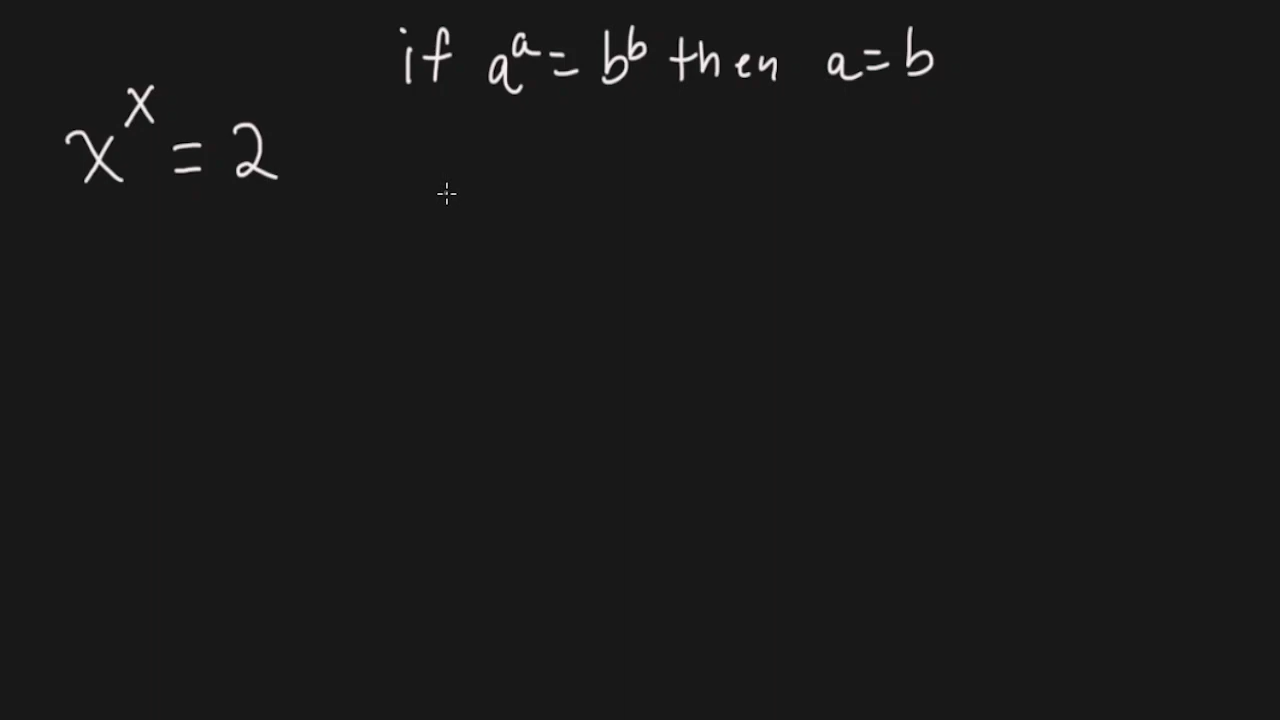 if a^a = b^b then a = b
x^x = 2